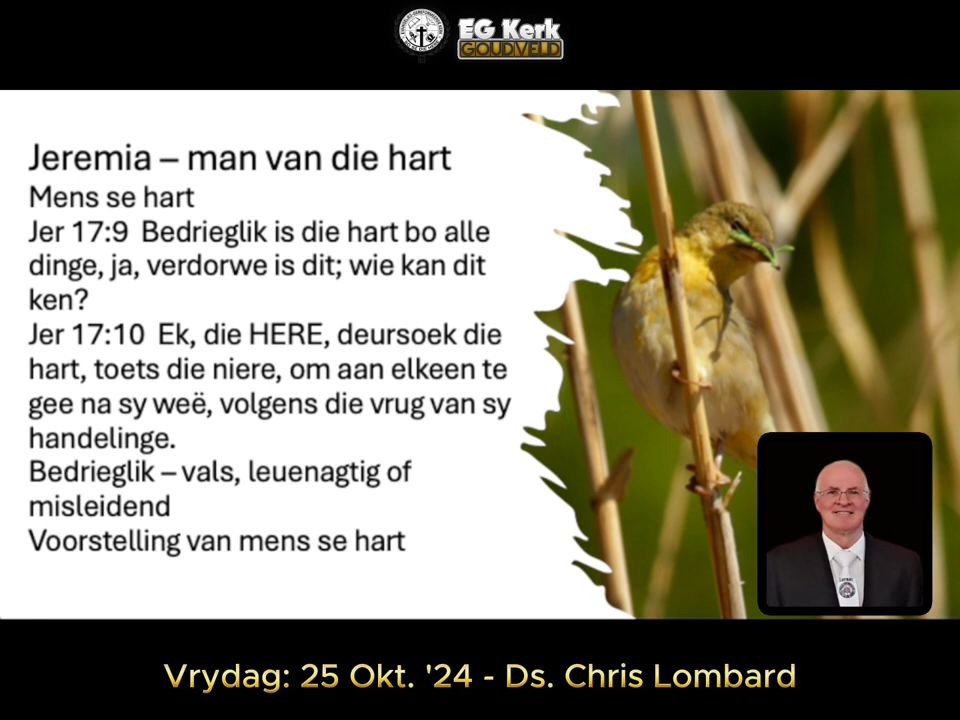 EG Kerk
GOUDVELD
Jeremia – man van die hart
Mens se hart
Jer 17:9 Bedrieglik is die hart bo alle
dinge, ja, verdorwe is dit; wie kan dit
ken?
Jer 17:10 Ek, die HERE, deursoek die
hart, toets die niere, om aan elkeen te
gee na sy weë, volgens die vrug van sy
handelinge.
Bedrieglik – vals, leuenagtig of
misleidend
Voorstelling van mens se hart
Vrydag: 25 Okt. '24 - Ds. Chris Lombard